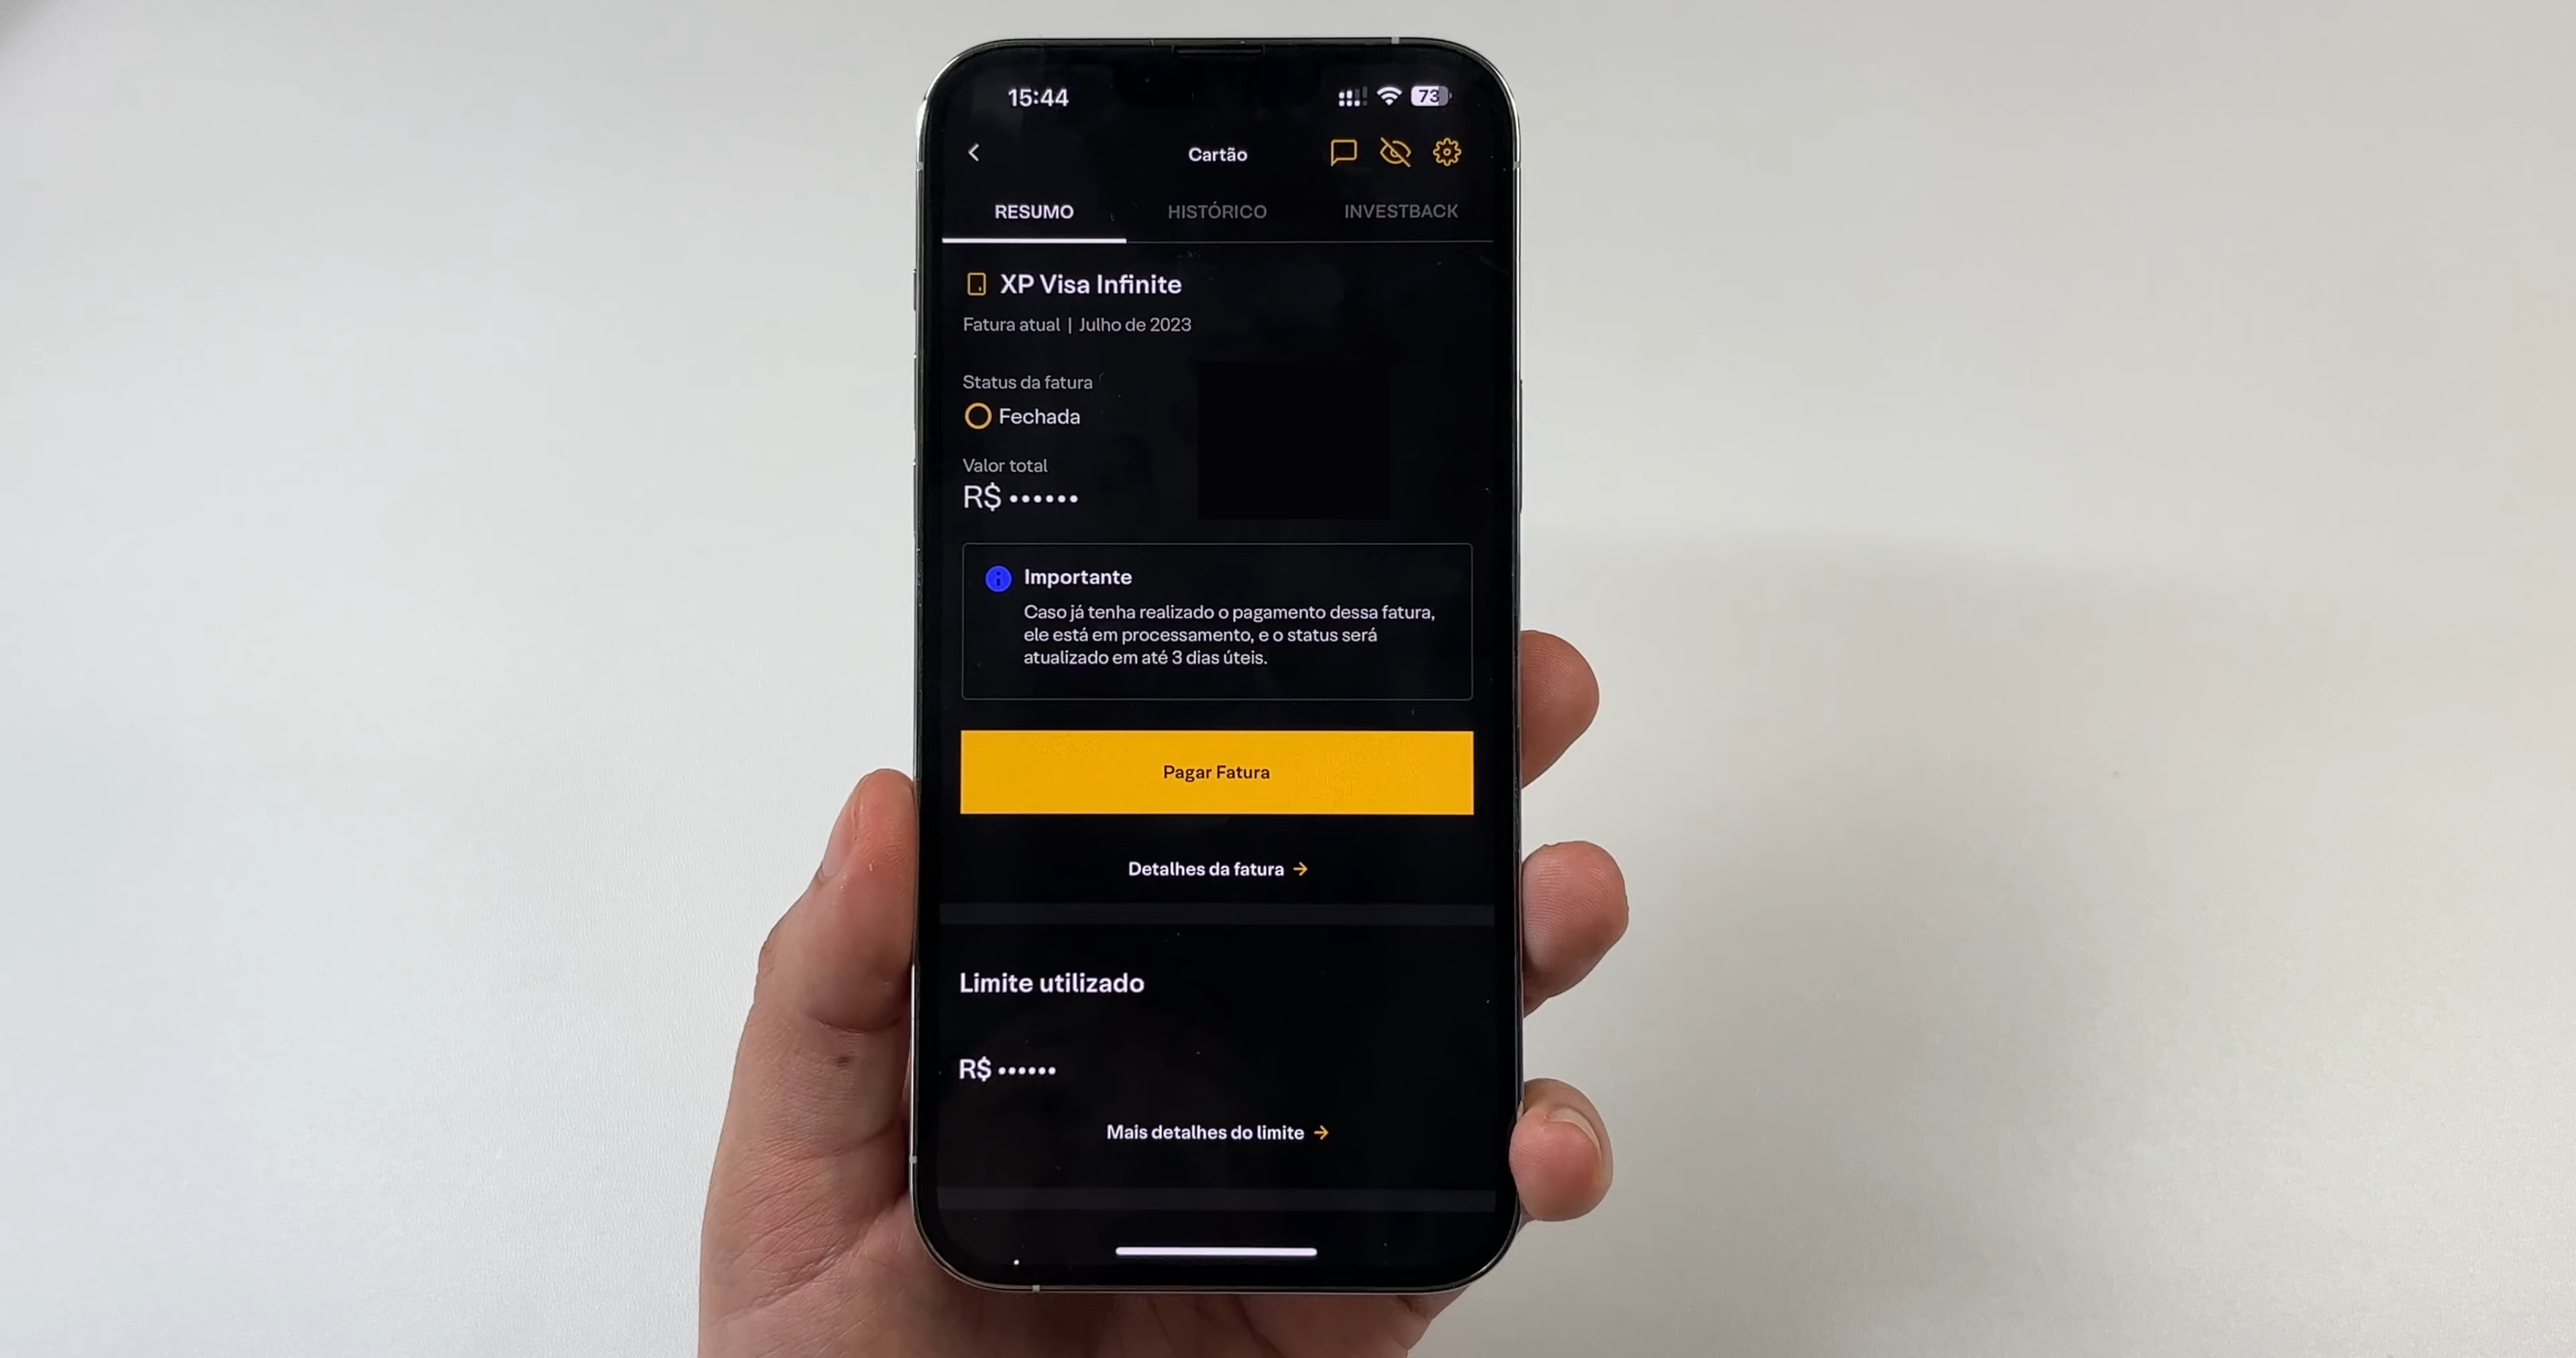 15:44
73
Cartão
RESUMO HISTÓRICO INVESTBACK
XP Visa Infinite
Fatura atual | Julho de 2023
Status da fatura
Fechada
Valor total
R$ ••••••
Importante
Caso já tenha realizado o pagamento dessa fatura,
ele está em processamento, e o status será
atualizado em até 3 dias úteis.
Pagar Fatura
Detalhes da fatura →
Limite utilizado
R$ ••••••
Mais detalhes do limite →